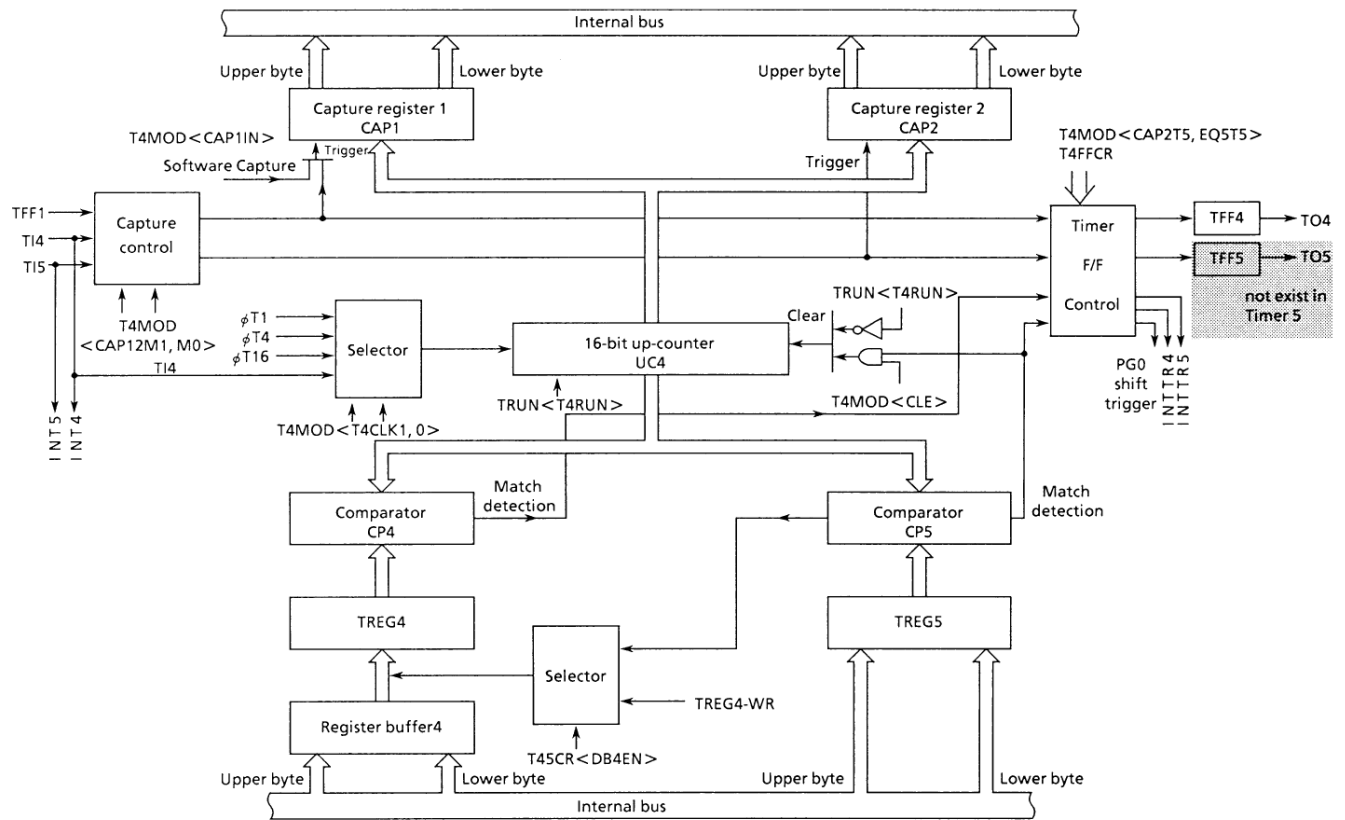 Internal bus
Upper byte
Lower byte
Upper byte
Lower byte
Capture register 1
CAP1
Capture register 2
CAP2
T4MOD<CAP1IN>
Trigger
Software Capture
Trigger
T4MOD<CAP2T5, EQ5T5>
T4FFCR
TFF1
TI4
TI5
Capture
control
Timer
F/F
Control
TFF4
TO4
TFF5
TO5
not exist in
Timer 5
T4MOD
<CAP12M1, M0>
TI4
ϕT1
ϕT4
ϕT16
Selector
16-bit up-counter
UC4
Clear
TRUN<T4RUN>
TRUN<T4RUN>
T4MOD<CLE>
T4MOD<T4CLK1, 0>
INT5
INT4
PG0
shift
trigger
INTTR4
INTTR5
Match
detection
Comparator
CP4
Comparator
CP5
Match
detection
TREG4
TREG5
Selector
TREG4-WR
Register buffer4
T45CR<DB4EN>
Upper byte
Lower byte
Upper byte
Lower byte
Internal bus